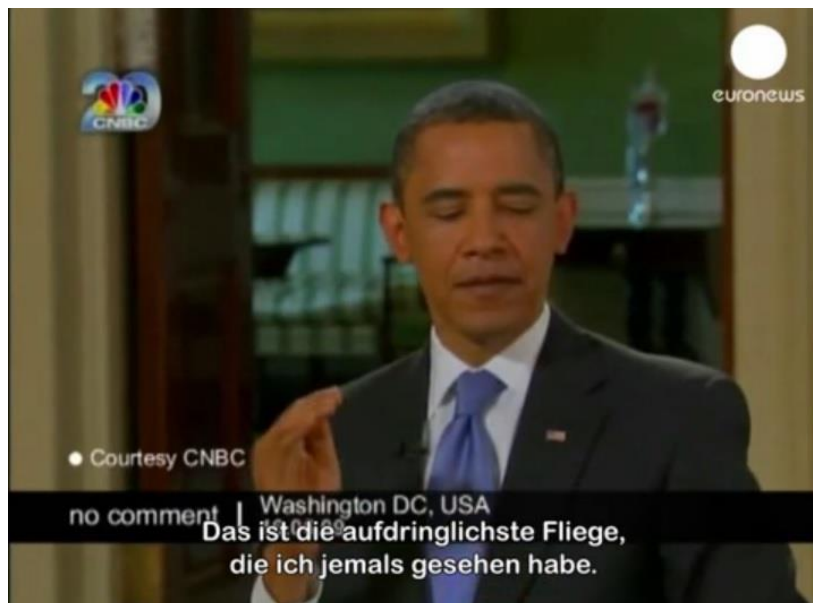 20
CNBC
euronews
Courtesy CNBC
no comment
Washington DC, USA
Das ist die aufdringlichste Fliege,
die ich jemals gesehen habe.